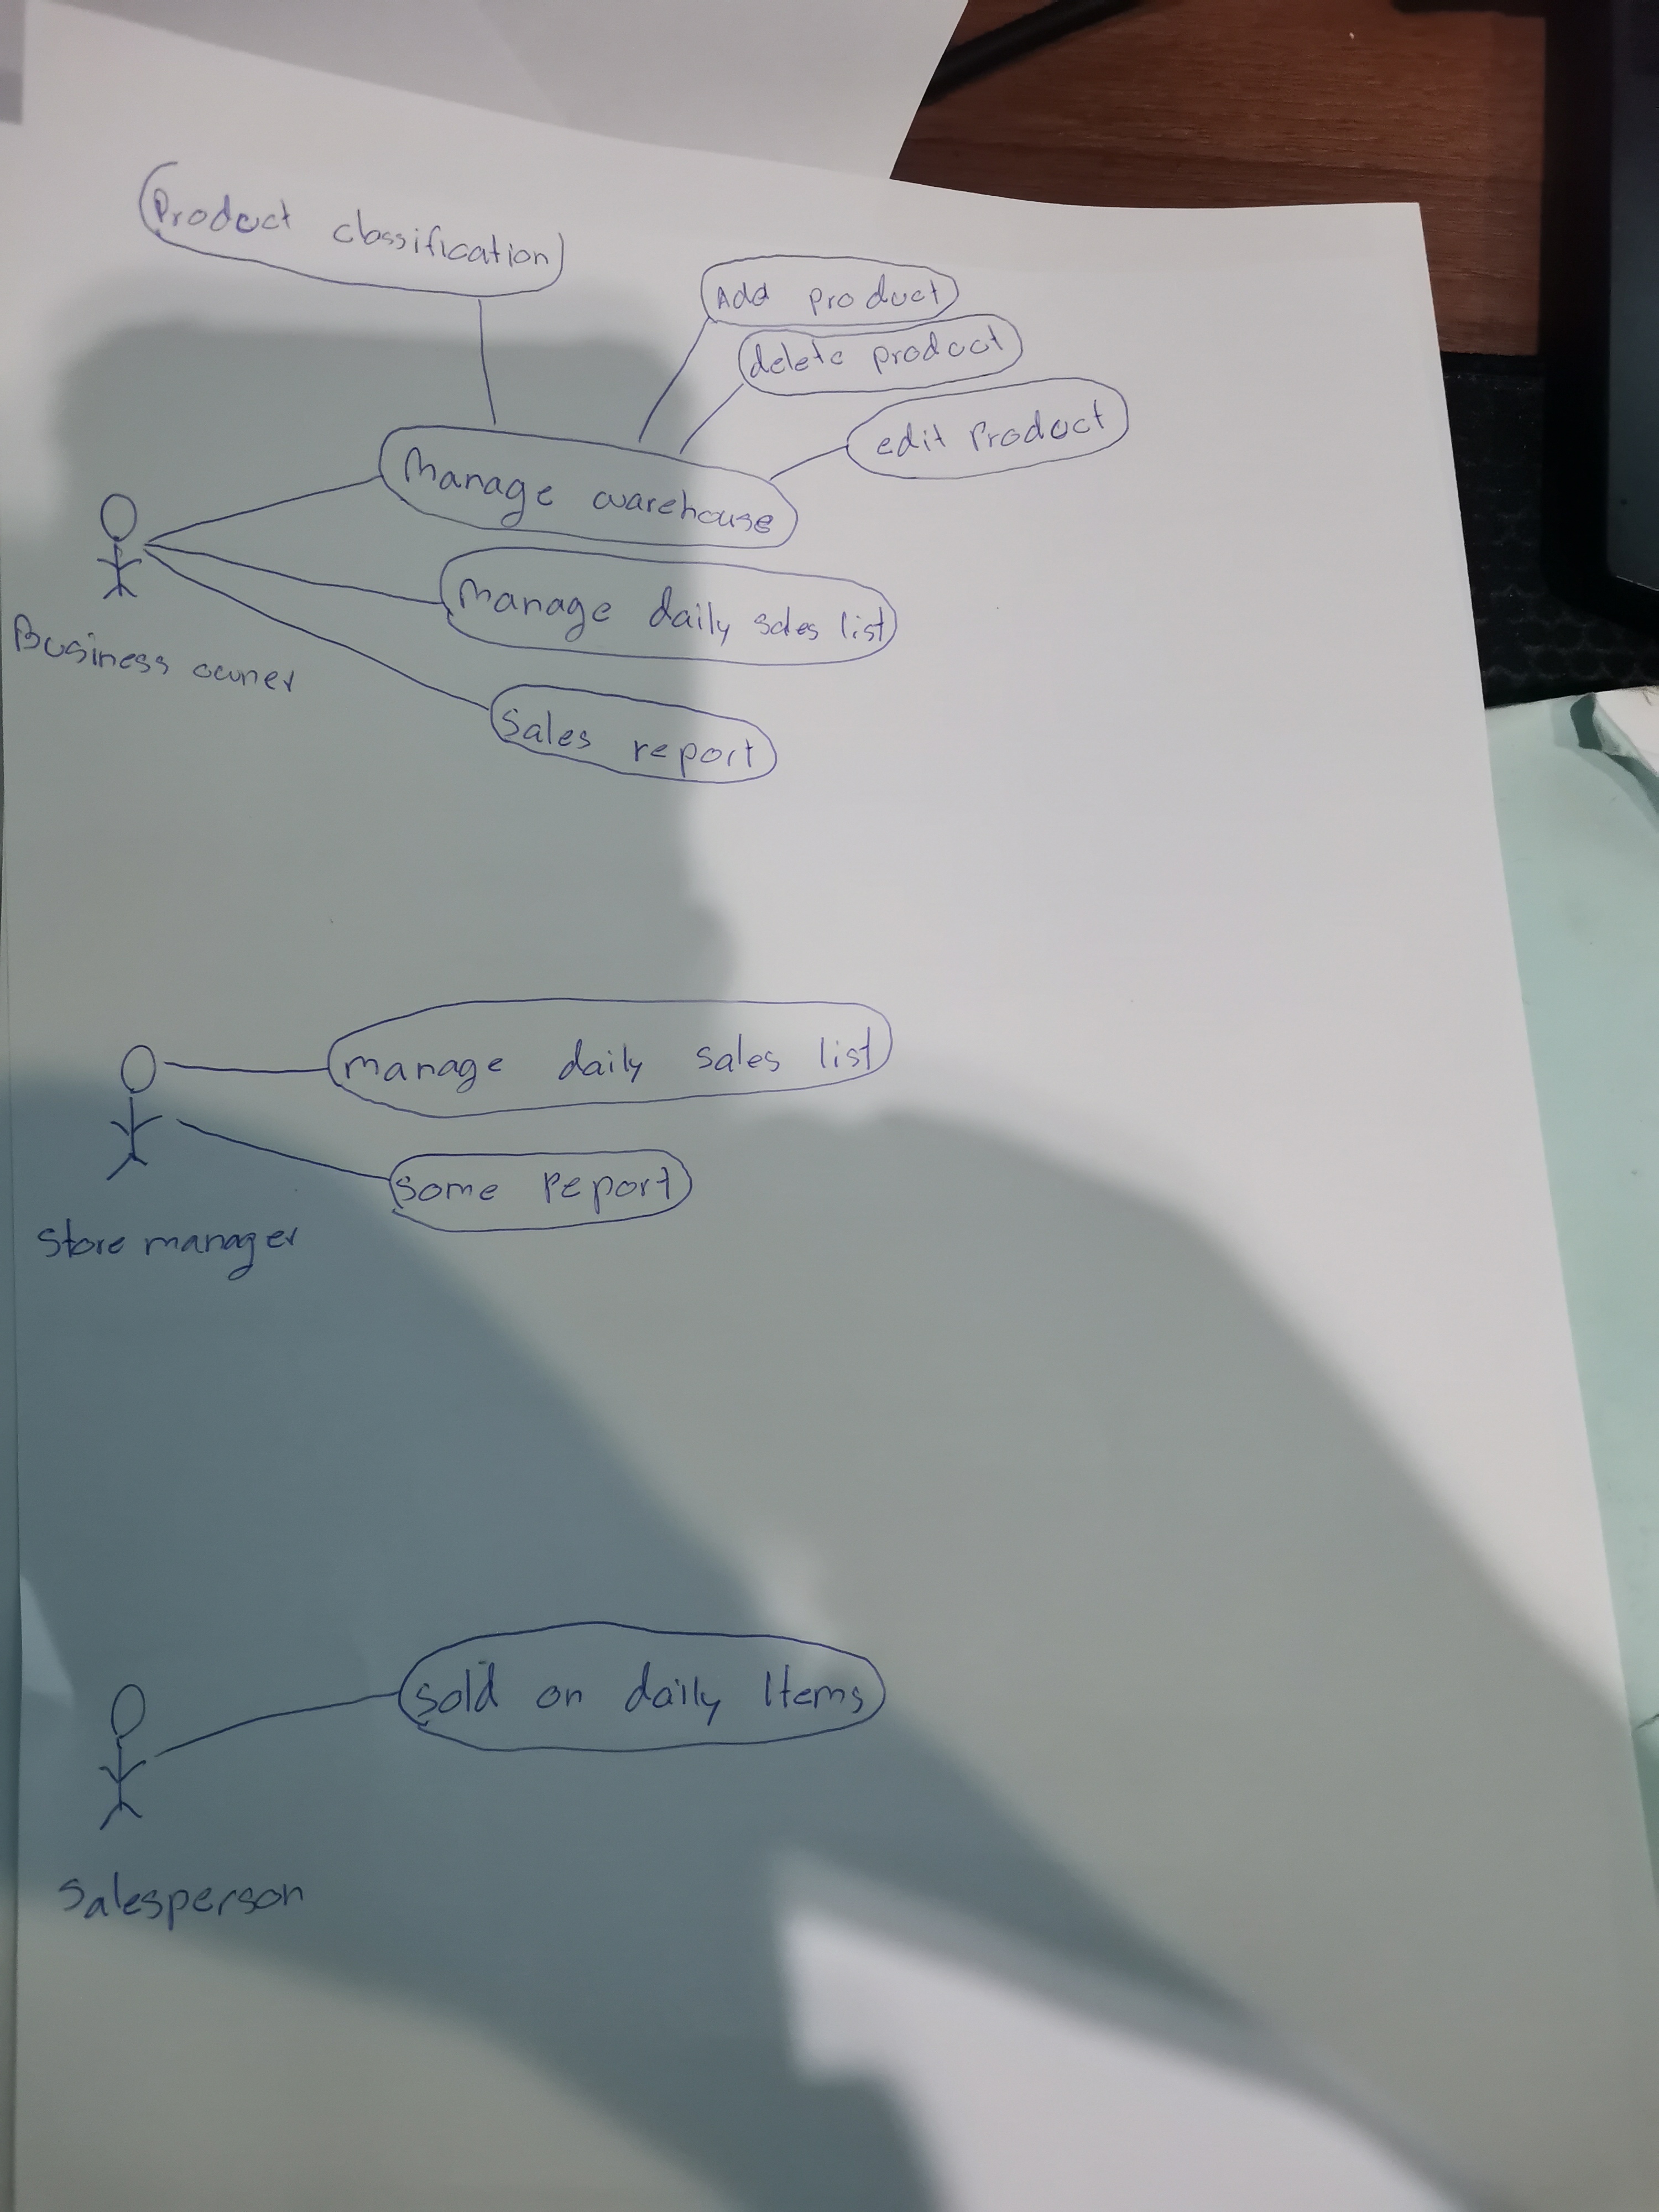 Product classification
Add product
delete product
edit Product
Manage warehouse
Manage daily sales list
Business owner
Sales report
manage daily sales list
some report
Store manager
sold on daily Items
Salesperson